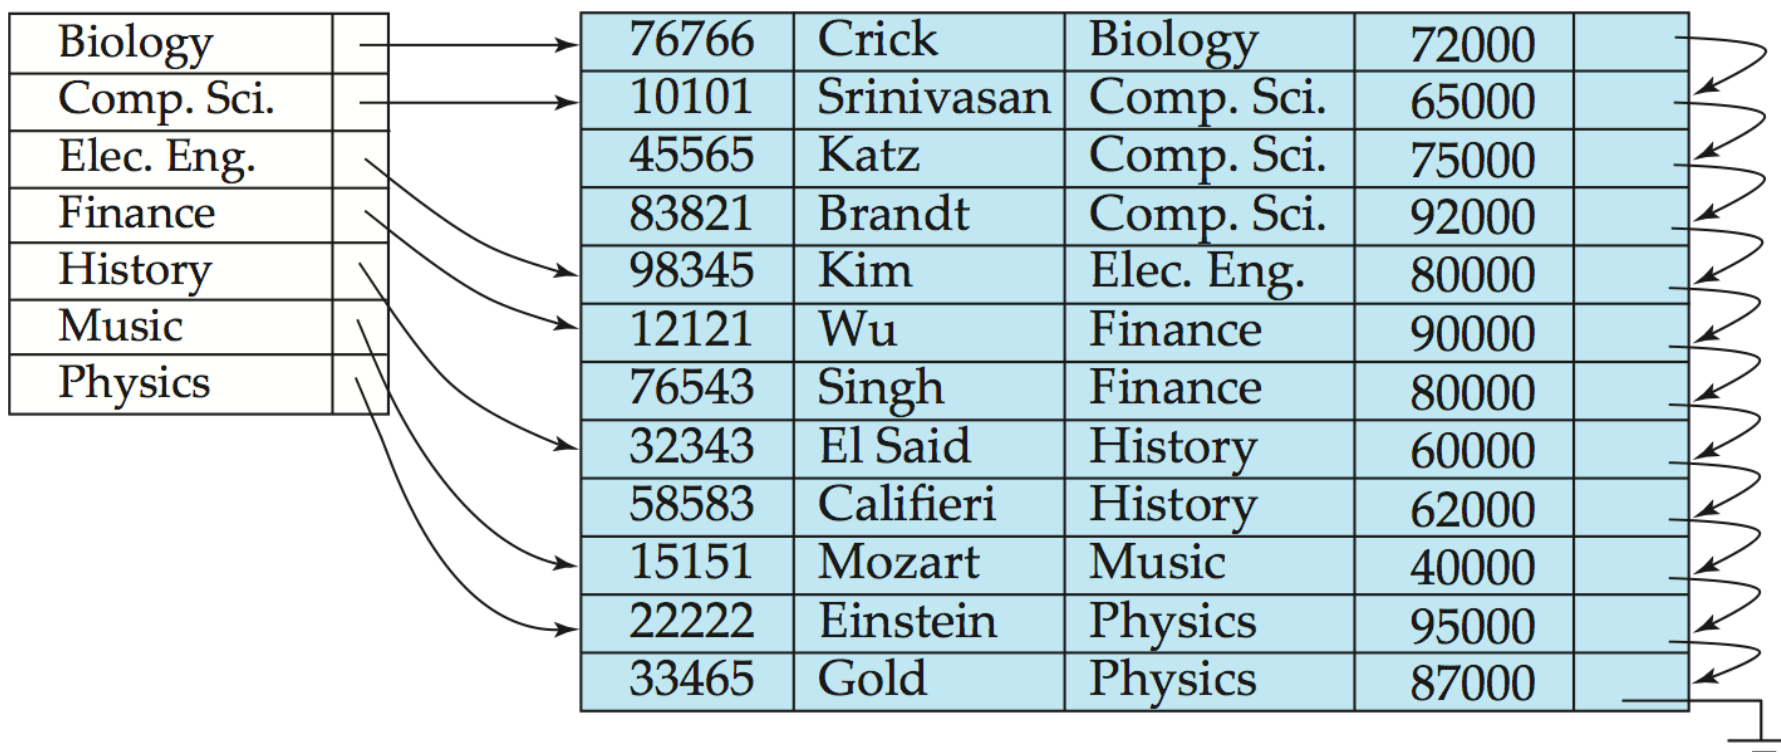 Biology
Comp. Sci.
Elec. Eng.
Finance
History
Music
Physics
76766 Crick Biology 72000
10101 Srinivasan Comp. Sci. 65000
45565 Katz Comp. Sci. 75000
83821 Brandt Comp. Sci. 92000
98345 Kim Elec. Eng. 80000
12121 Wu Finance 90000
76543 Singh Finance 80000
32343 El Said History 60000
58583 Califieri History 62000
15151 Mozart Music 40000
22222 Einstein Physics 95000
33465 Gold Physics 87000